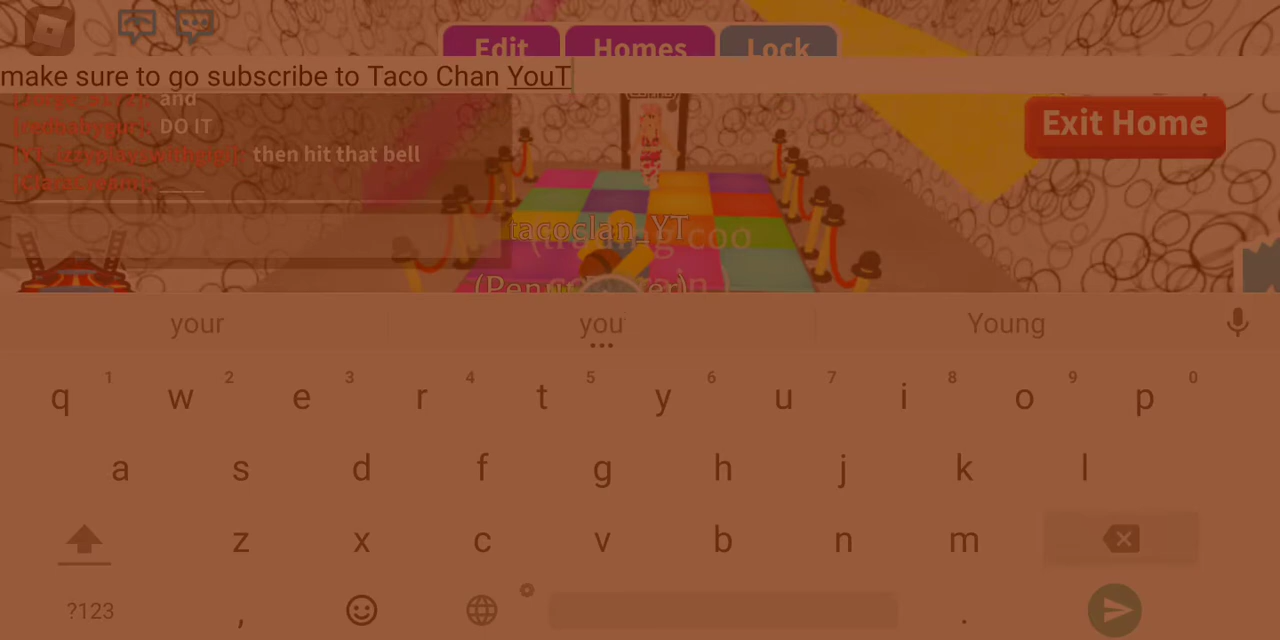 Edit Homes Lock
make sure to go subscribe to Taco Chan YouT
and
DO IT
then hit that bell
Exit Home
tacoclan_YT
your you Young
1 2 3 4 5 6 7 8 9 0
q w e r t y u i o p
a s d f g h j k l
z x c v b n m
?123 , .